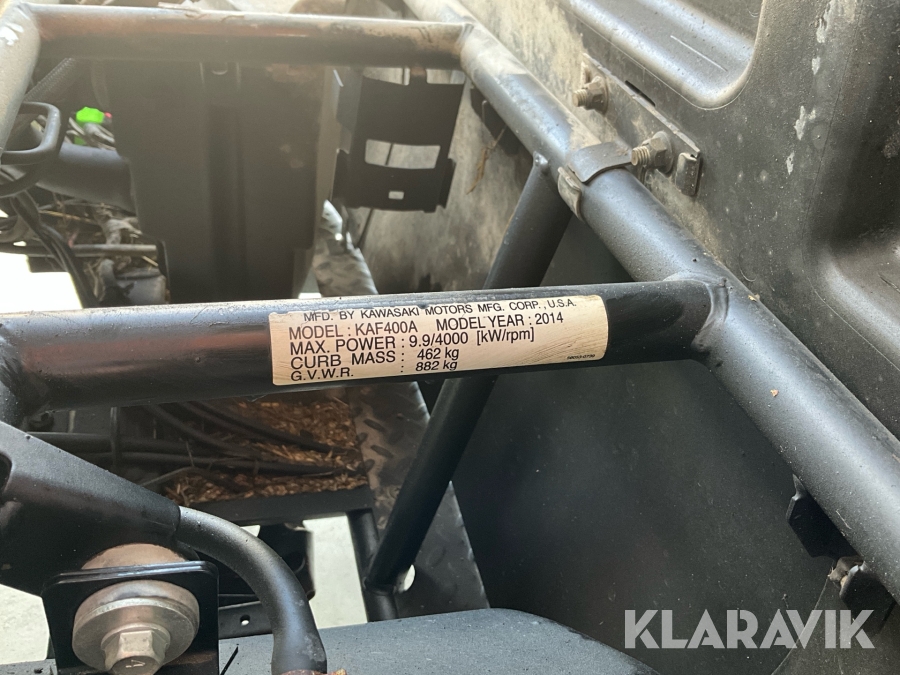 MFD. BY KAWASAKI MOTORS MFG. CORP., U.S.A.
MODEL : KAF400A MODEL YEAR : 2014
MAX. POWER : 9.9/4000 [kW/rpm]
CURB MASS : 462 kg
G.V.W.R. : 882 kg
KLARAVIK